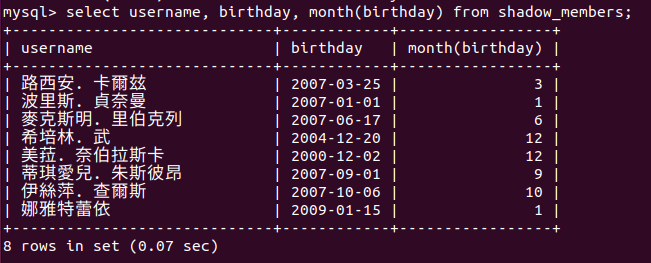 mysql> select username, birthday, month(birthday) from shadow_members;
+-----------------------------+------------+-----------------+
| username                    | birthday   | month(birthday) |
+-----------------------------+------------+-----------------+
| 路西安．卡爾茲 | 2007-03-25 | 3 |
| 波里斯．貞奈曼 | 2007-01-01 | 1 |
| 麥克斯明．里伯克列 | 2007-06-17 | 6 |
| 希培林．武 | 2004-12-20 | 12 |
| 美菈．奈伯拉斯卡 | 2000-12-02 | 12 |
| 蒂琪愛兒．朱斯彼昂 | 2007-09-01 | 9 |
| 伊絲萍．查爾斯 | 2007-10-06 | 10 |
| 娜雅特蕾依 | 2009-01-15 | 1 |
+-----------------------------+------------+-----------------+
8 rows in set (0.07 sec)